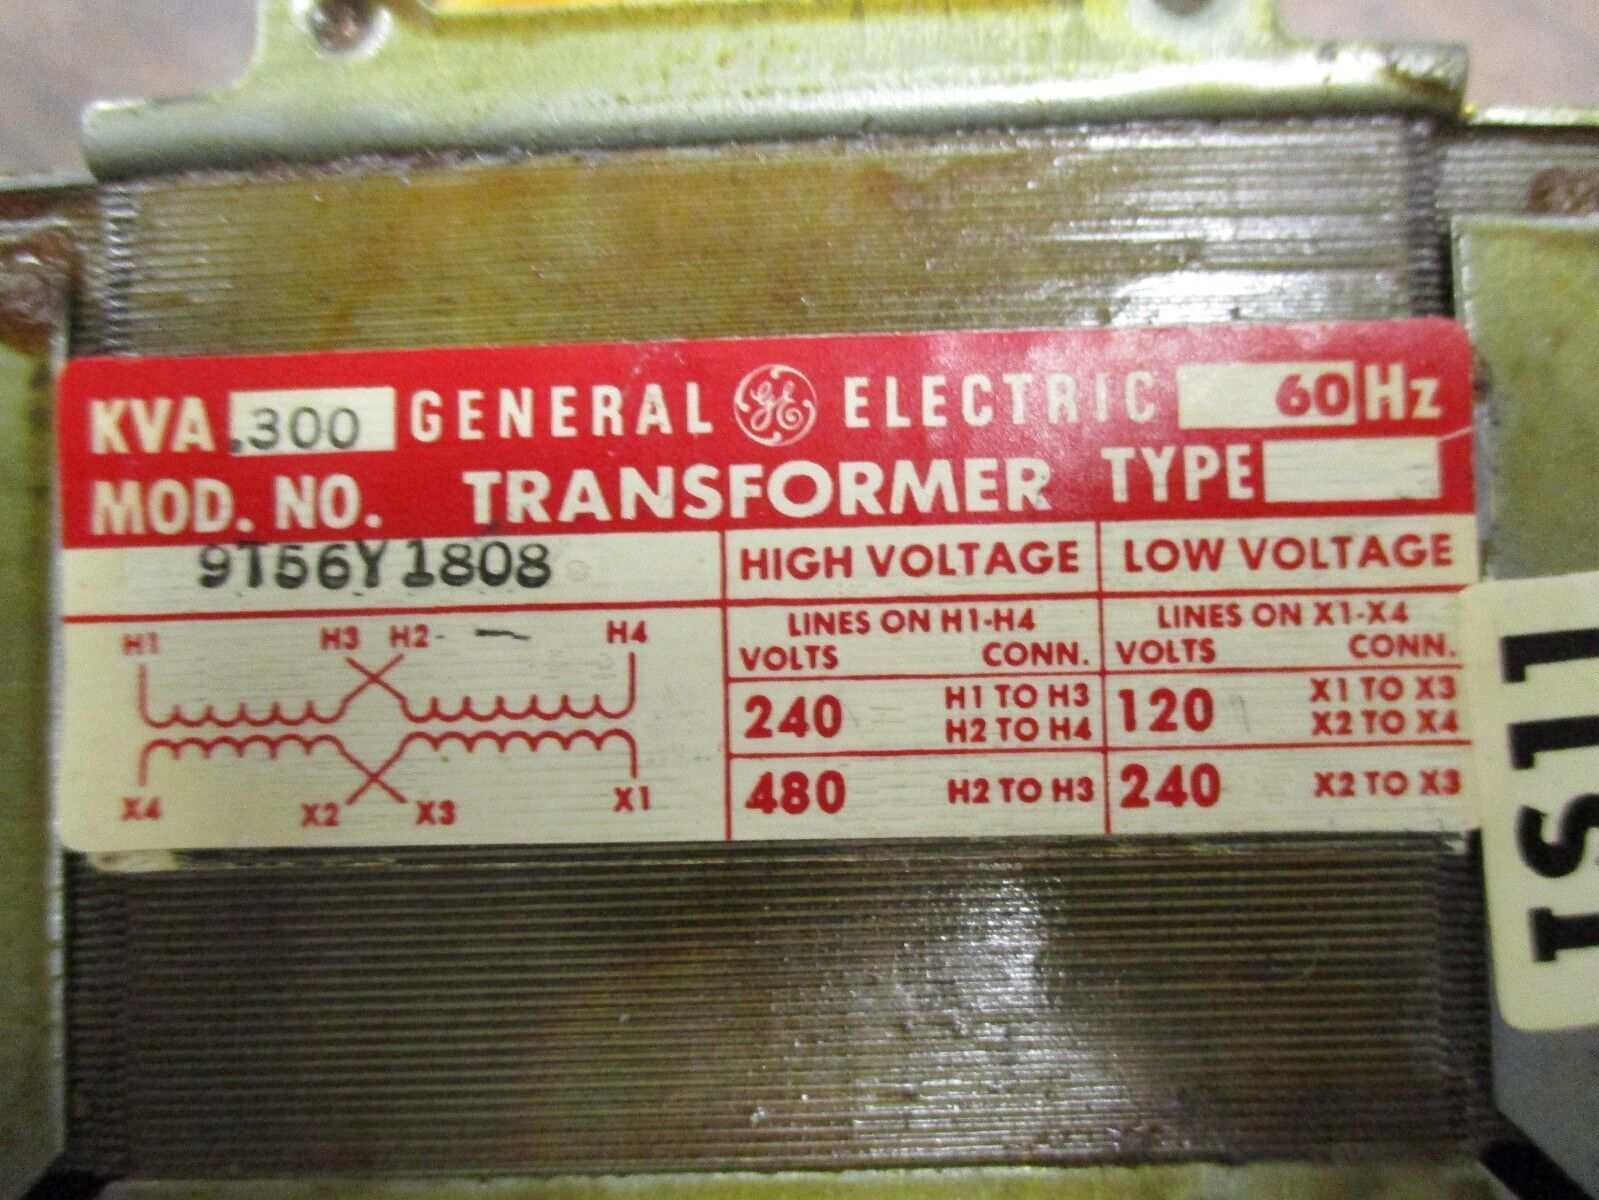 KVA .300 GENERAL GE ELECTRIC 60 Hz
MOD. NO. TRANSFORMER TYPE
9T56Y1808
HIGH VOLTAGE LOW VOLTAGE
LINES ON H1-H4 LINES ON X1-X4
VOLTS CONN. VOLTS CONN.
240 H1 TO H3 120 X1 TO X3
H2 TO H4 X2 TO X4
480 H2 TO H3 240 X2 TO X3
H1 H3 H2 H4
X4 X2 X3 X1
1S11